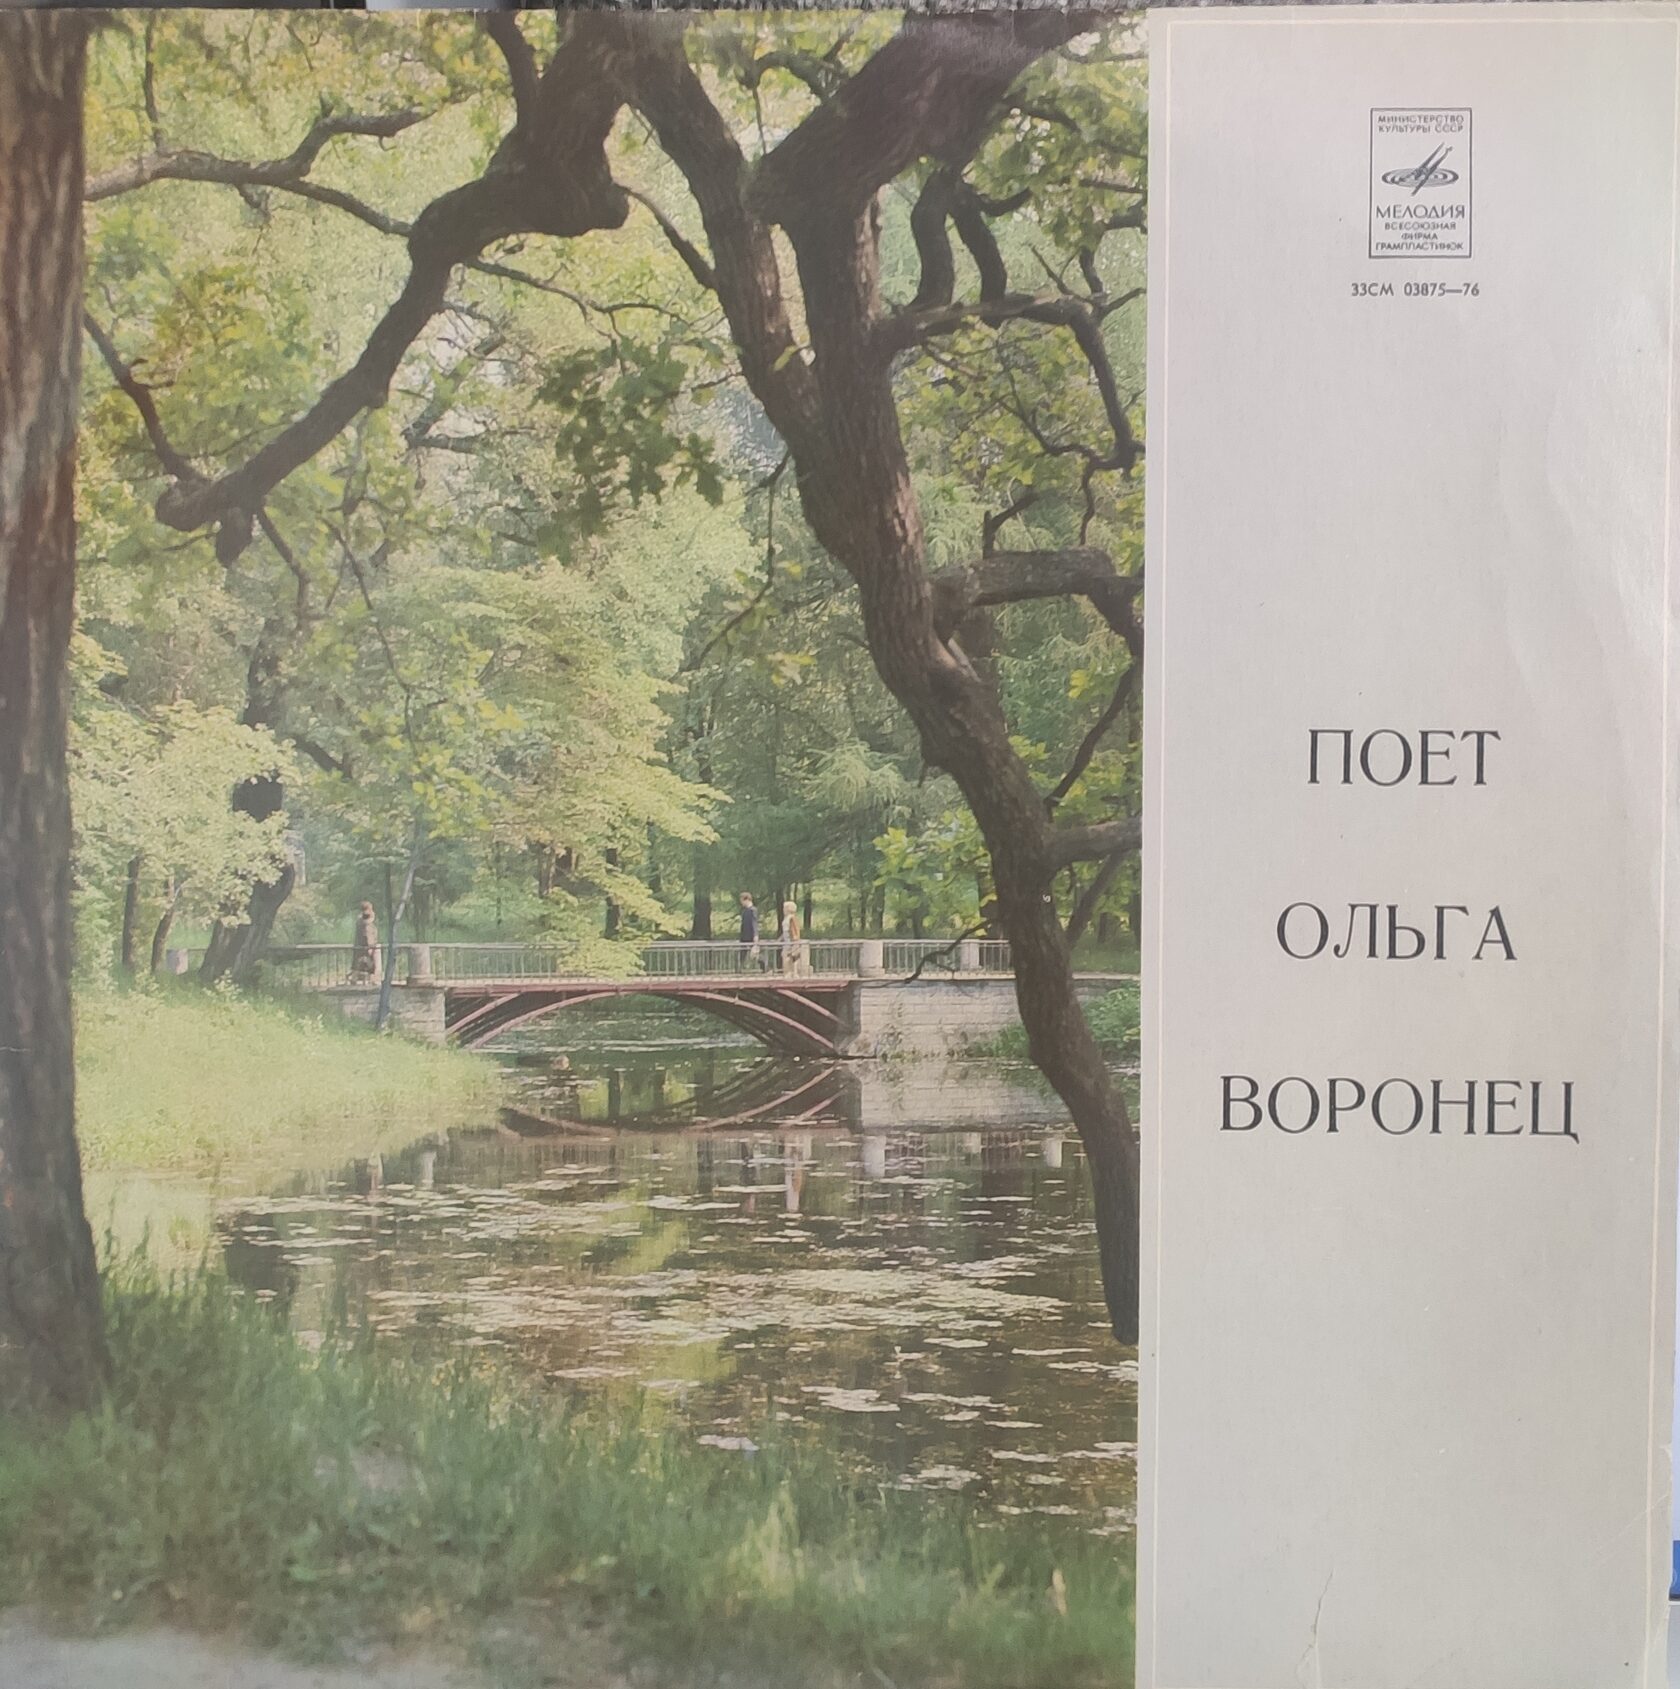 МИНИСТЕРСТВО
КУЛЬТУРЫ СССР
МЕЛОДИЯ
ВСЕСОЮЗНАЯ
ФИРМА
ГРАМПЛАСТИНОК
33СМ 03875—76
ПОЕТ
ОЛЬГА
ВОРОНЕЦ